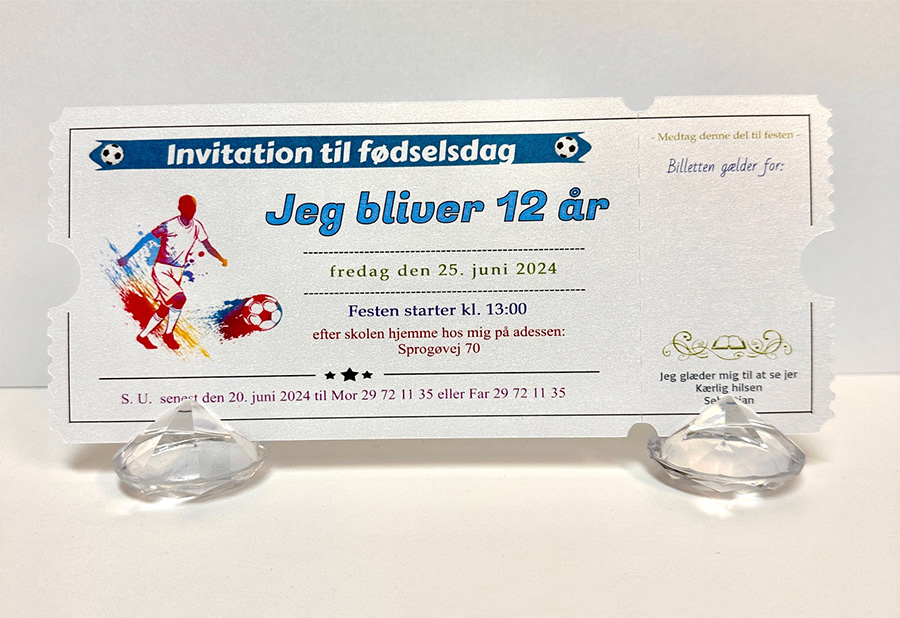 Invitation til fødselsdag
Jeg bliver 12 år
fredag den 25. juni 2024
Festen starter kl. 13:00
efter skolen hjemme hos mig på adessen:
Sprogøvej 70
S. U. senest den 20. juni 2024 til Mor 29 72 11 35 eller Far 29 72 11 35
- Medtag denne del til festen -
Billetten gælder for:
Jeg glæder mig til at se jer
Kærlig hilsen